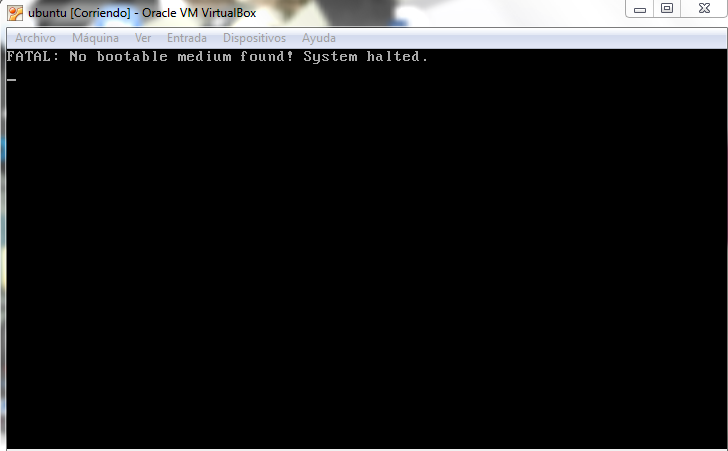 ubuntu [Corriendo] - Oracle VM VirtualBox
Archivo Máquina Ver Entrada Dispositivos Ayuda
FATAL: No bootable medium found! System halted.
_